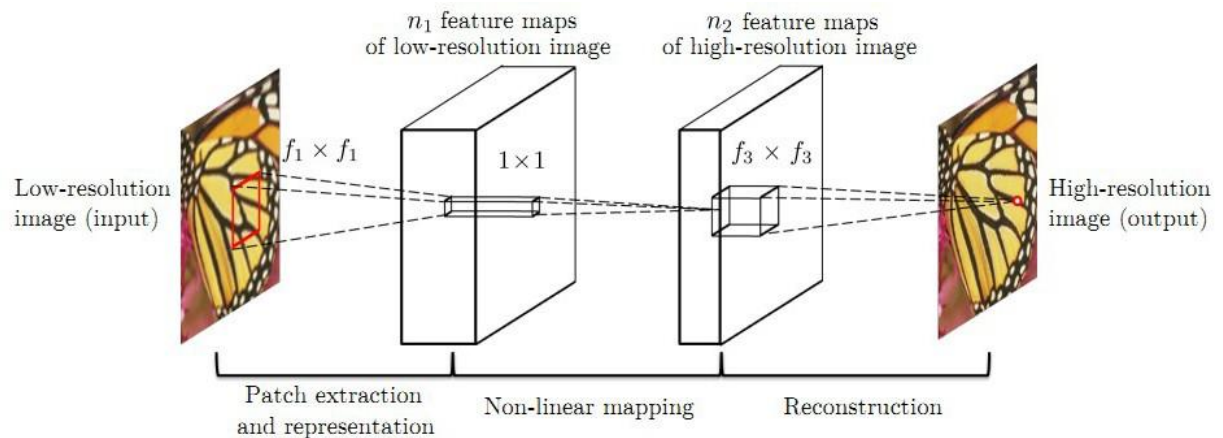 n₁ feature maps
of low-resolution image
n₂ feature maps
of high-resolution image
f₁ × f₁
1×1
f₃ × f₃
Low-resolution
image (input)
High-resolution
image (output)
Patch extraction
and representation
Non-linear mapping
Reconstruction